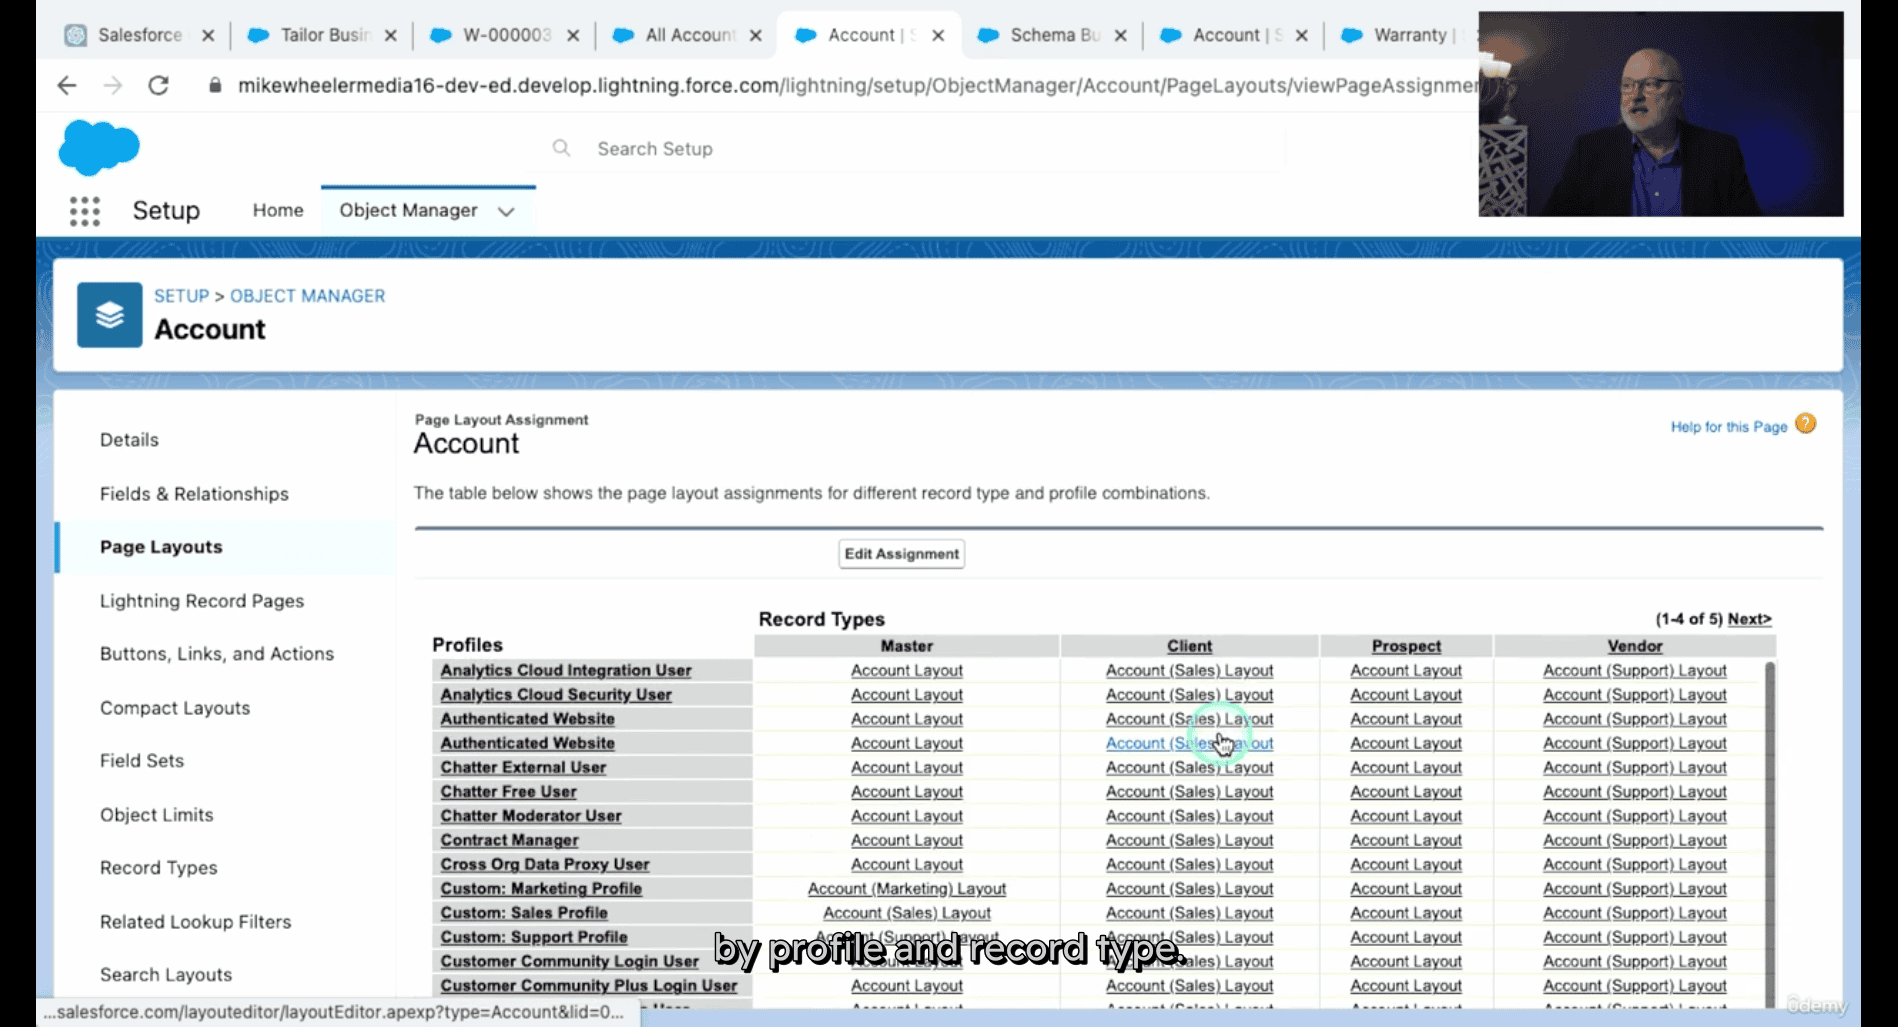 Salesforce
Tailor Busin
W-000003
All Account
Account | S
Schema Bu
Account | S
Warranty |
mikewheelermedia16-dev-ed.develop.lightning.force.com/lightning/setup/ObjectManager/Account/PageLayouts/viewPageAssignmen
Search Setup
Setup
Home
Object Manager
SETUP > OBJECT MANAGER
Account
Details
Fields & Relationships
Page Layouts
Lightning Record Pages
Buttons, Links, and Actions
Compact Layouts
Field Sets
Object Limits
Record Types
Related Lookup Filters
Search Layouts
Page Layout Assignment
Account
Help for this Page ?
The table below shows the page layout assignments for different record type and profile combinations.
Edit Assignment
Record Types (1-4 of 5) Next>
Profiles Master Client Prospect Vendor
Analytics Cloud Integration User Account Layout Account (Sales) Layout Account Layout Account (Support) Layout
Analytics Cloud Security User Account Layout Account (Sales) Layout Account Layout Account (Support) Layout
Authenticated Website Account Layout Account (Sales) Layout Account Layout Account (Support) Layout
Authenticated Website Account Layout Account (Sales) Layout Account Layout Account (Support) Layout
Chatter External User Account Layout Account (Sales) Layout Account Layout Account (Support) Layout
Chatter Free User Account Layout Account (Sales) Layout Account Layout Account (Support) Layout
Chatter Moderator User Account Layout Account (Sales) Layout Account Layout Account (Support) Layout
Contract Manager Account Layout Account (Sales) Layout Account Layout Account (Support) Layout
Cross Org Data Proxy User Account Layout Account (Sales) Layout Account Layout Account (Support) Layout
Custom: Marketing Profile Account (Marketing) Layout Account (Sales) Layout Account Layout Account (Support) Layout
Custom: Sales Profile Account (Sales) Layout Account (Sales) Layout Account Layout Account (Support) Layout
Custom: Support Profile Account (Support) Layout Account (Sales) Layout Account Layout Account (Support) Layout
Customer Community Login User Account (Sales) Layout Account Layout Account (Support) Layout
Customer Community Plus Login User Account Layout Account (Sales) Layout Account Layout Account (Support) Layout
by profile and record type.
...salesforce.com/layouteditor/layoutEditor.apexp?type=Account&lid=0...
ûdemy